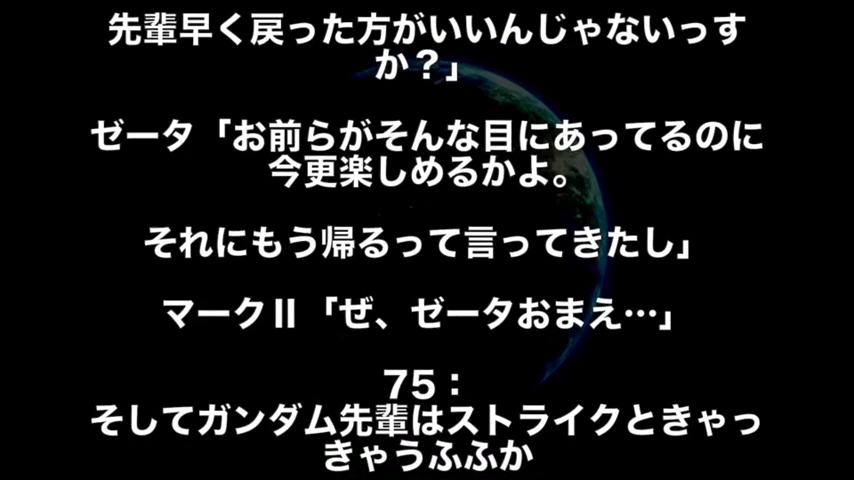 先輩早く戻った方がいいんじゃないっす
か？」
ゼータ「お前らがそんな目にあってるのに
今更楽しめるかよ。
それにもう帰るって言ってきたし」
マークⅡ「ぜ、ゼータおまえ…」
75：
そしてガンダム先輩はストライクときゃっ
きゃうふふか